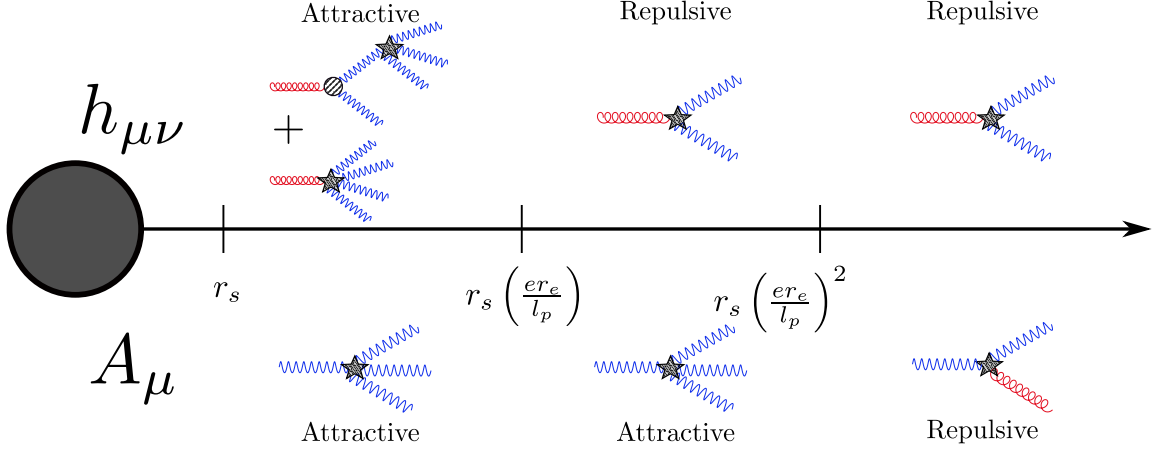 Attractive Repulsive Repulsive
h_{μν}
+
r_s r_s (er_e/l_p) r_s (er_e/l_p)^2
A_μ
Attractive Attractive Repulsive